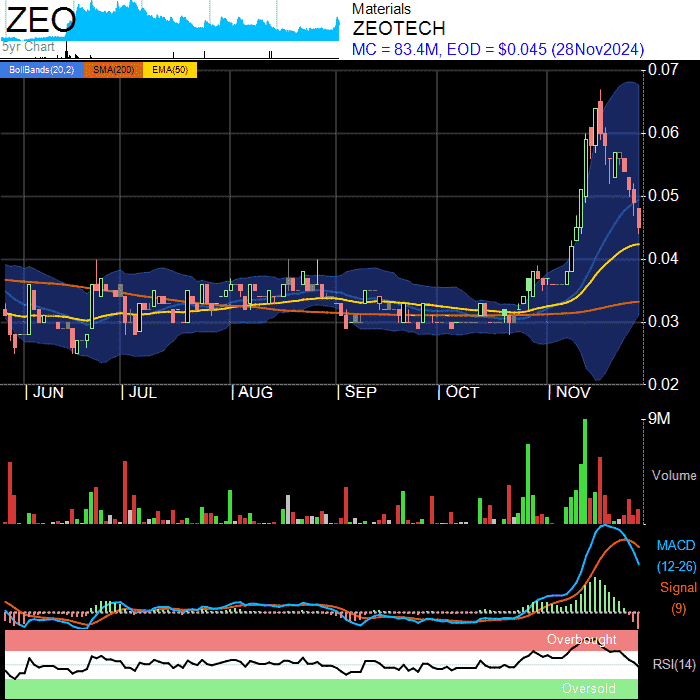 ZEO
5yr Chart
Materials
ZEOTECH
MC = 83.4M, EOD = $0.045 (28Nov2024)
BollBands(20,2) SMA(200) EMA(50)
0.07
0.06
0.05
0.04
0.03
0.02
JUN JUL AUG SEP OCT NOV
9M
Volume
MACD
(12-26)
Signal
(9)
Overbought
RSI(14)
Oversold